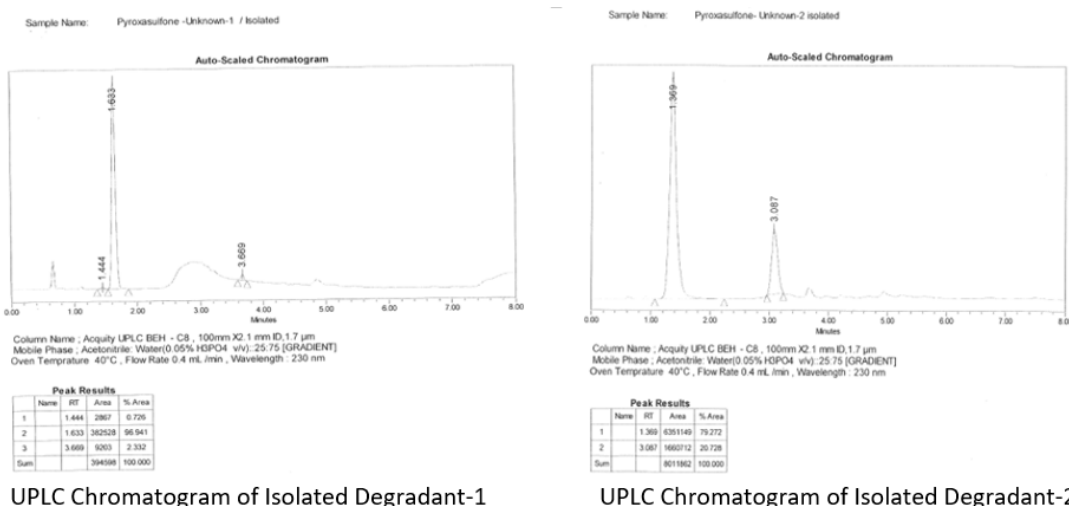 Sample Name: Pyroxasulfone -Unknown-1 / Isolated
Auto-Scaled Chromatogram
1.444
1.633
3.669
0.00 1.00 2.00 3.00 4.00 5.00 6.00 7.00 8.00
Minutes
Column Name ; Acquity UPLC BEH - C8 , 100mm X2.1 mm ID,1.7 µm
Mobile Phase ; Acetonitrile: Water(0.05% H3PO4 v/v)::25:75 [GRADIENT]
Oven Temprature 40°C , Flow Rate 0.4 mL /min , Wavelength : 230 nm
Peak Results
Name RT Area % Area
1 1.444 2867 0.726
2 1.633 382528 96.941
3 3.669 9203 2.332
Sum 394598 100.000
UPLC Chromatogram of Isolated Degradant-1
Sample Name: Pyroxasulfone- Unknown-2 isolated
Auto-Scaled Chromatogram
1.369
3.087
0.00 1.00 2.00 3.00 4.00 5.00 6.00 7.00 8.0
Minutes
Column Name ; Acquity UPLC BEH - C8 , 100mm X2.1 mm ID,1.7 µm
Mobile Phase ; Acetonitrile: Water(0.05% H3PO4 v/v)::25:75 [GRADIENT]
Oven Temprature 40°C , Flow Rate 0.4 mL /min , Wavelength : 230 nm
Peak Results
Name RT Area % Area
1 1.369 6351149 79.272
2 3.087 1660712 20.728
Sum 8011862 100.000
UPLC Chromatogram of Isolated Degradant-2